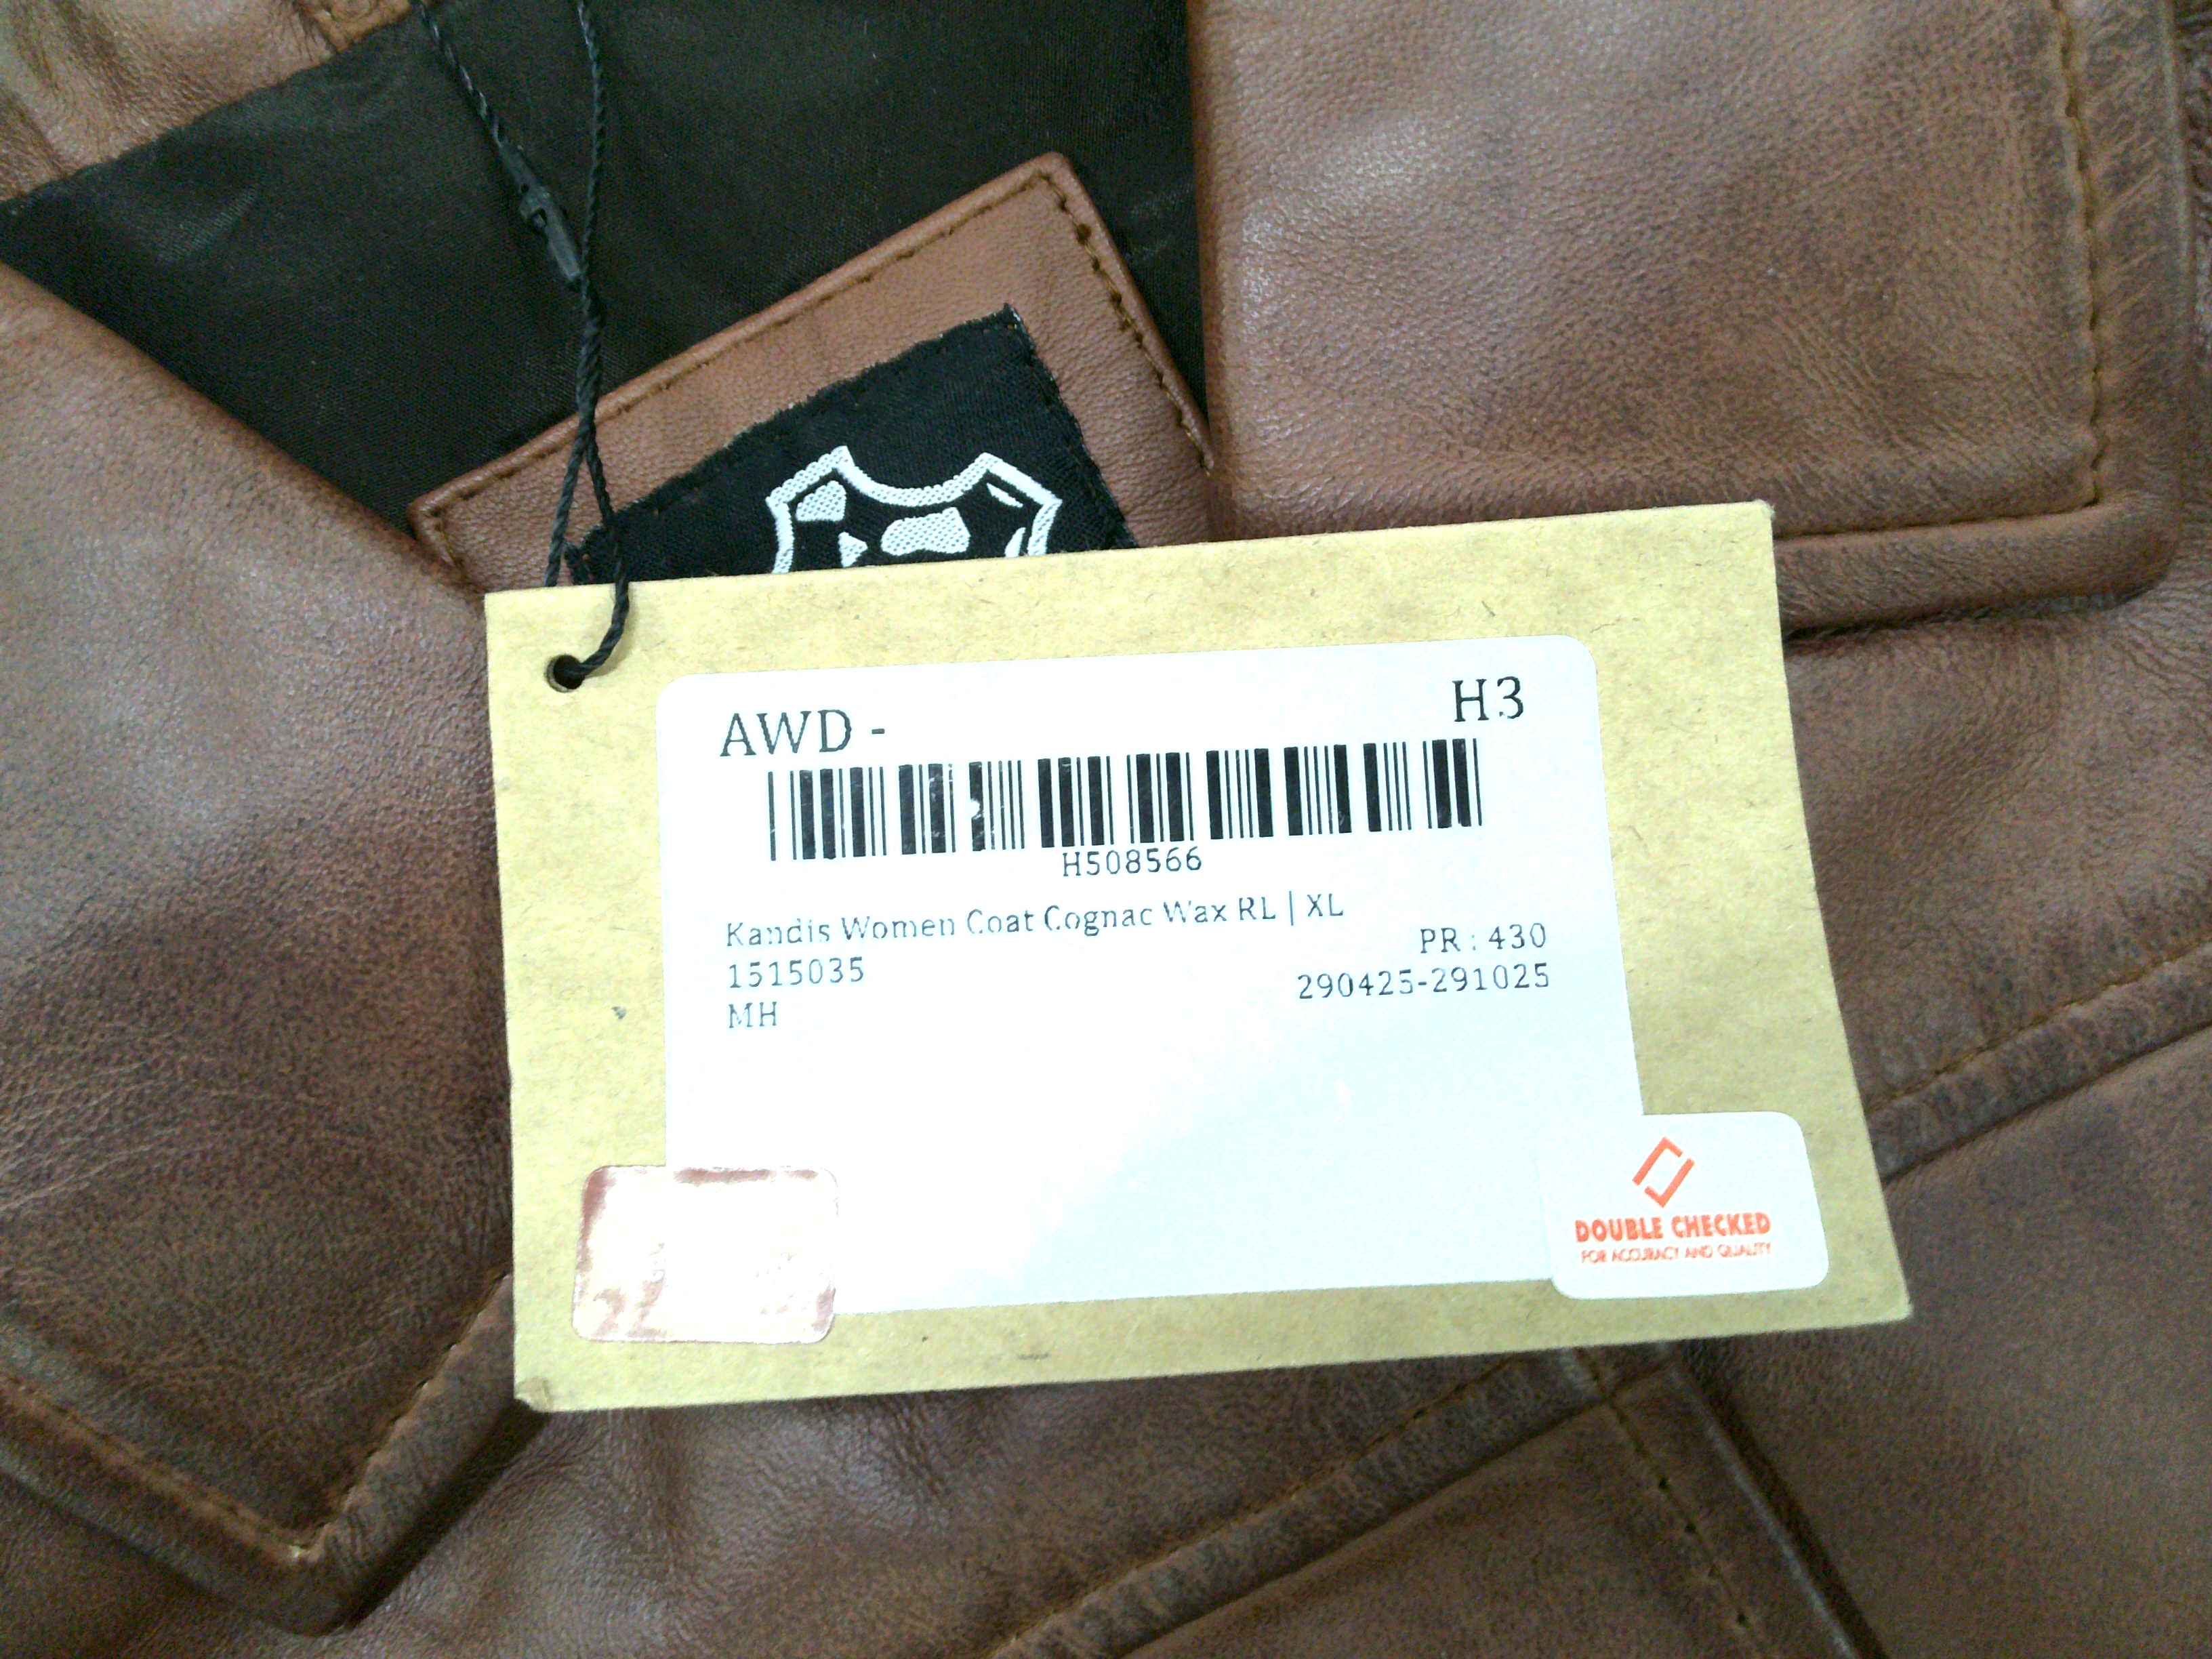 AWD - H3
H508566
Kandis Women Coat Cognac Wax RL | XL
PR : 430
1515035
290425-291025
MH
DOUBLE CHECKED
FOR ACCURACY AND QUALITY